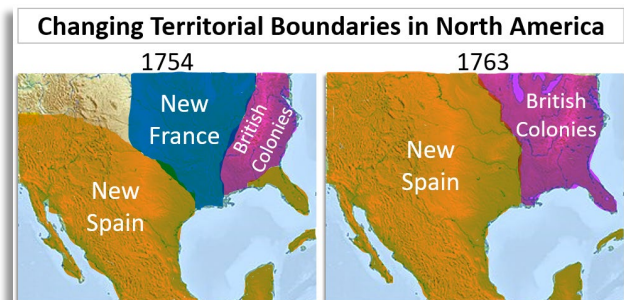 Changing Territorial Boundaries in North America
1754
New
France
British
Colonies
New
Spain
1763
British
Colonies
New
Spain